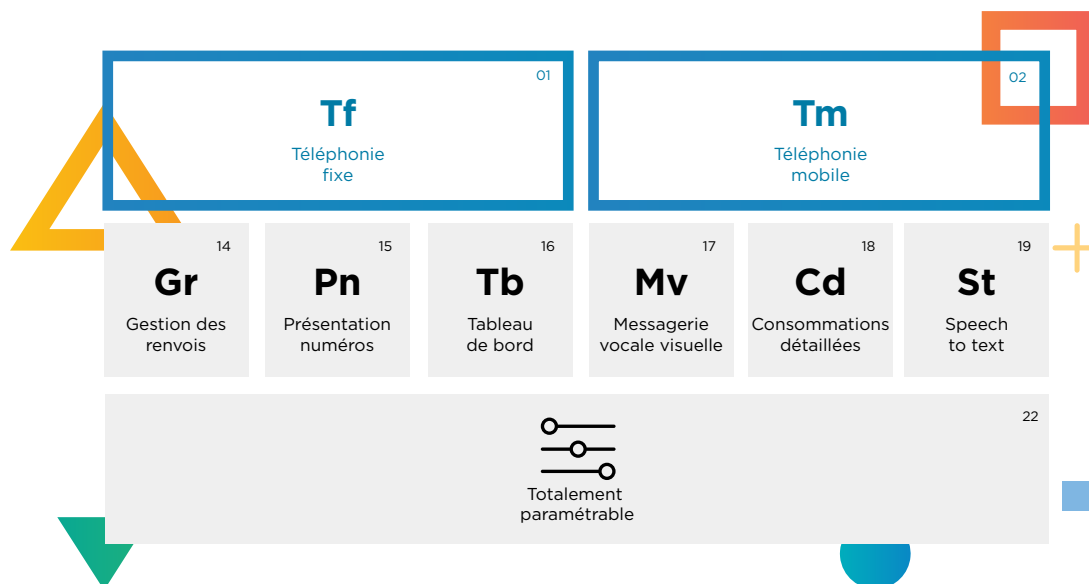 01
Tf
Téléphonie
fixe
02
Tm
Téléphonie
mobile
14
Gr
Gestion des
renvois
15
Pn
Présentation
numéros
16
Tb
Tableau
de bord
17
Mv
Messagerie
vocale visuelle
18
Cd
Consommations
détaillées
19
St
Speech
to text
22
Totalement
paramétrable